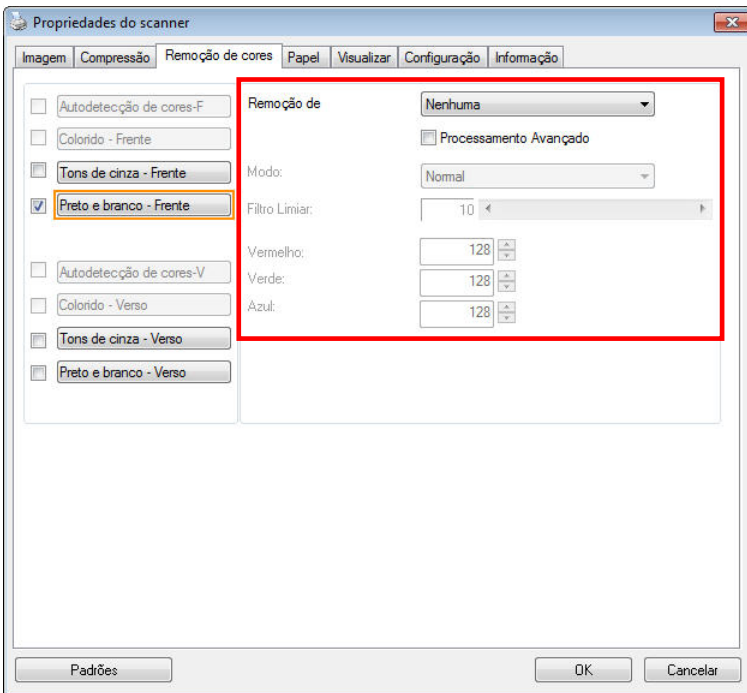 Propriedades do scanner
Imagem Compressão Remoção de cores Papel Visualizar Configuração Informação
Autodetecção de cores-F
Colorido - Frente
Tons de cinza - Frente
Preto e branco - Frente
Autodetecção de cores-V
Colorido - Verso
Tons de cinza - Verso
Preto e branco - Verso
Remoção de Nenhuma
Processamento Avançado
Modo: Normal
Filtro Limiar: 10
Vermelho: 128
Verde: 128
Azul: 128
Padrões OK Cancelar